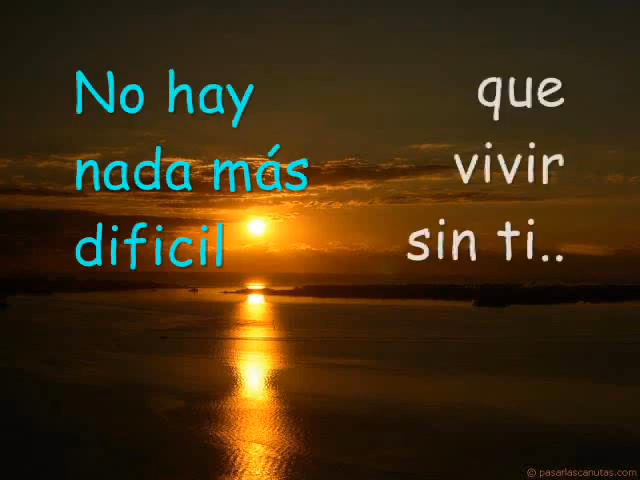 No hay
nada más
dificil
que
vivir
sin ti..
© pasarlascanutas.com